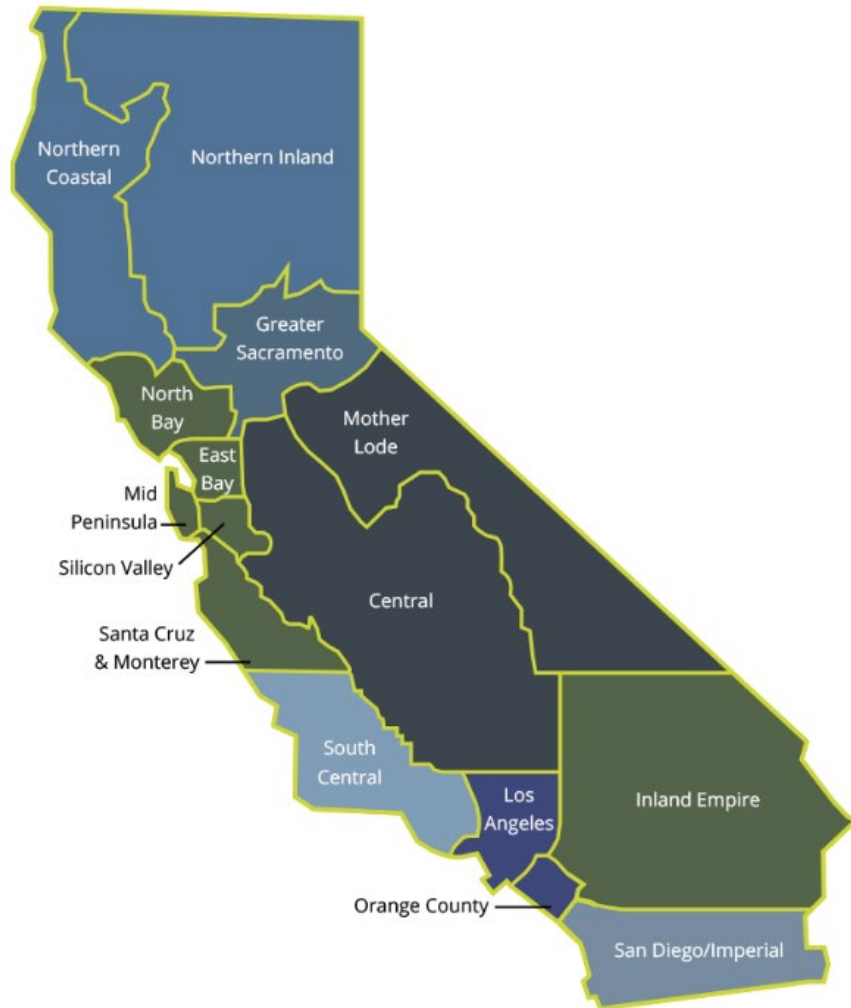 Northern
Coastal
Northern Inland
Greater
Sacramento
North
Bay
Mother
Lode
East
Bay
Mid
Peninsula
Silicon Valley
Central
Santa Cruz
& Monterey
South
Central
Los
Angeles
Inland Empire
Orange County
San Diego/Imperial